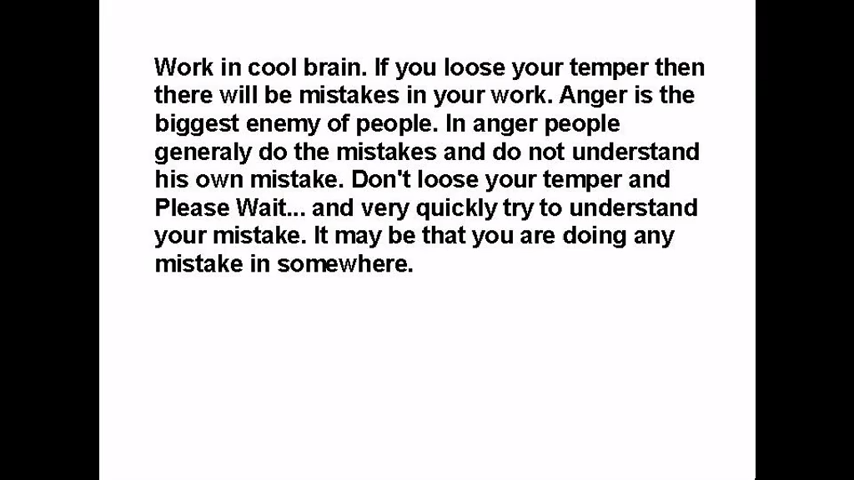 Work in cool brain. If you loose your temper then
there will be mistakes in your work. Anger is the
biggest enemy of people. In anger people
generaly do the mistakes and do not understand
his own mistake. Don't loose your temper and
Please Wait... and very quickly try to understand
your mistake. It may be that you are doing any
mistake in somewhere.